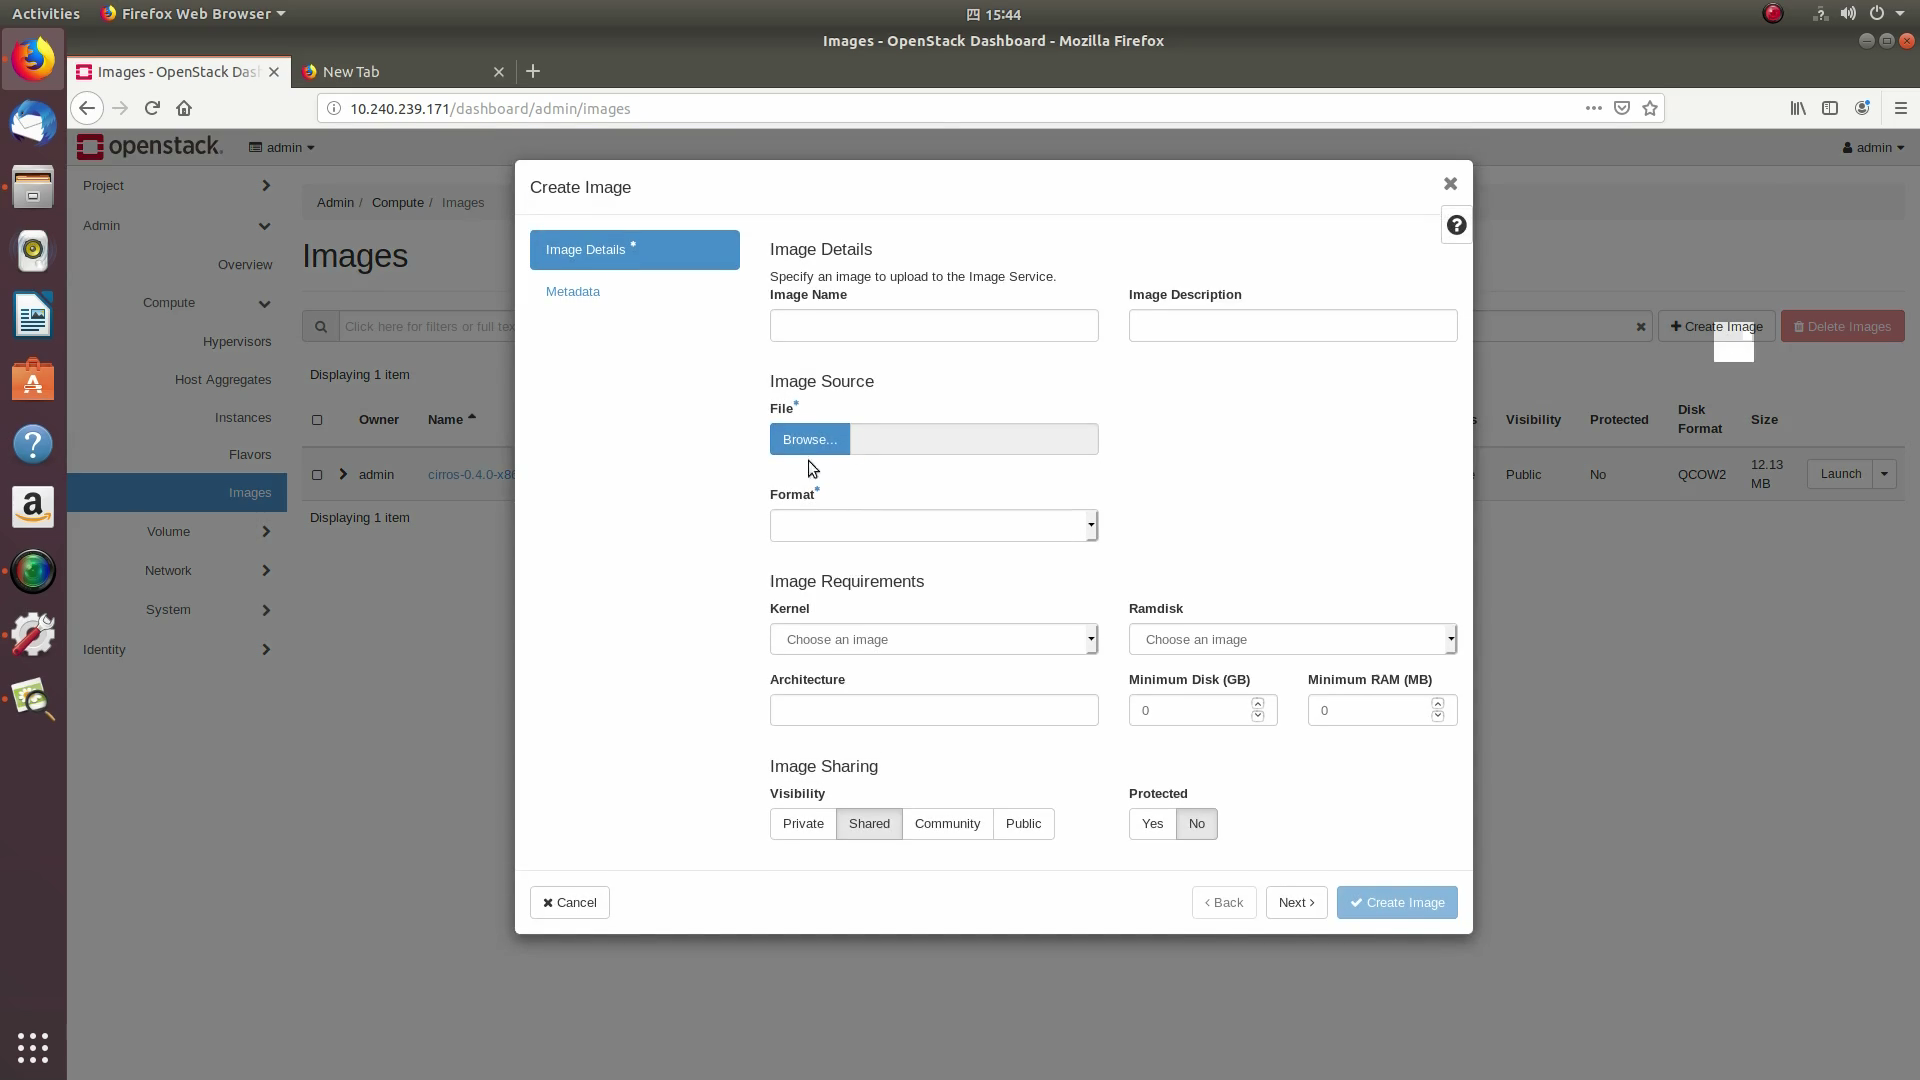 Activities
Firefox Web Browser
四 15:44
Images - OpenStack Dashboard - Mozilla Firefox
Images - OpenStack Das
New Tab
10.240.239.171/dashboard/admin/images
openstack.
admin
admin
Project
Admin
Overview
Compute
Hypervisors
Host Aggregates
Instances
Flavors
Images
Volume
Network
System
Identity
Admin / Compute / Images
Images
Click here for filters or full tex
Create Image
Delete Images
Displaying 1 item
Owner
Name
Visibility
Protected
Disk Format
Size
admin
cirros-0.4.0-x86
Public
No
QCOW2
12.13 MB
Launch
Displaying 1 item
Create Image
Image Details *
Metadata
Image Details
Specify an image to upload to the Image Service.
Image Name
Image Description
Image Source
File*
Browse...
Format*
Image Requirements
Kernel
Ramdisk
Choose an image
Choose an image
Architecture
Minimum Disk (GB)
Minimum RAM (MB)
0
0
Image Sharing
Visibility
Protected
Private
Shared
Community
Public
Yes
No
Cancel
Back
Next
Create Image